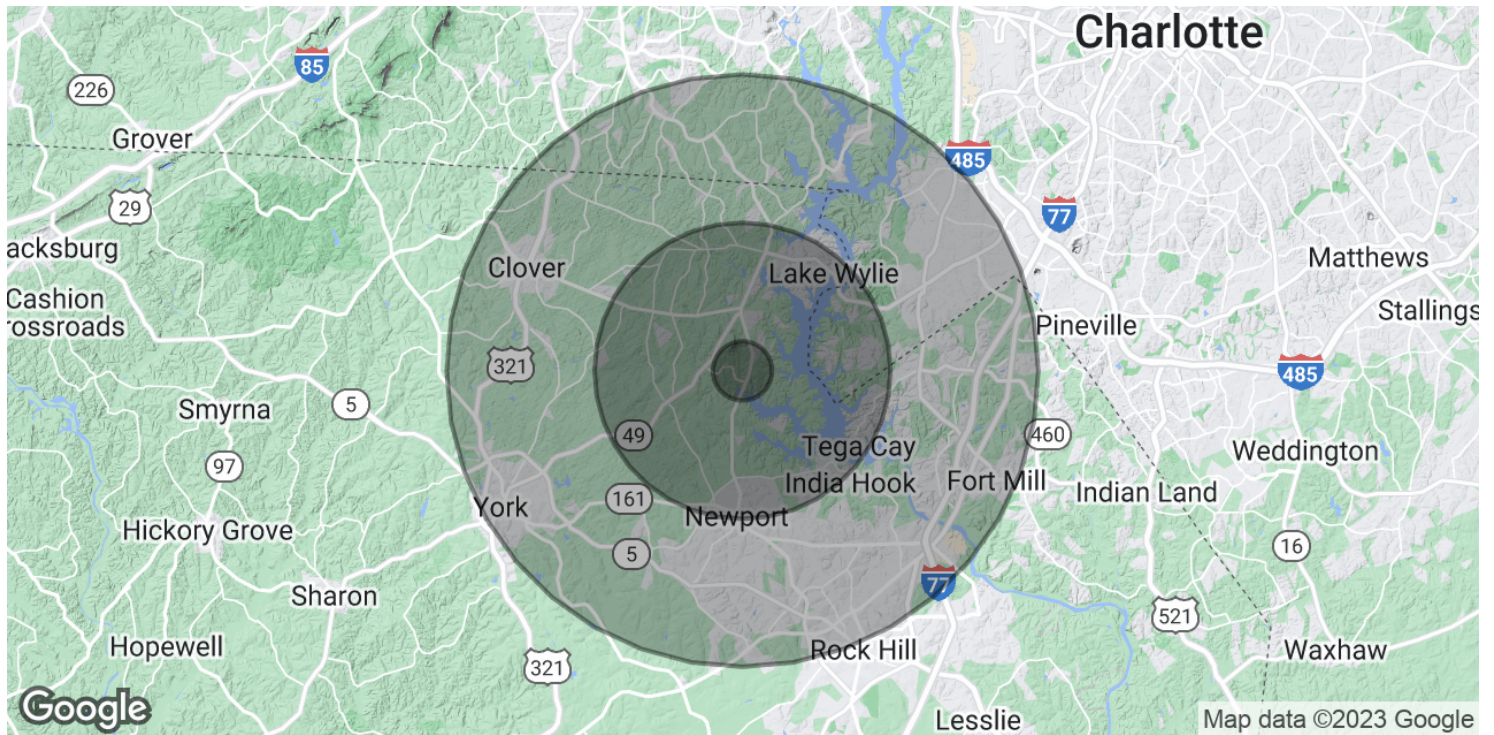 Charlotte
85
226
Grover
485
29
77
acksburg
Matthews
Clover
Lake Wylie
Cashion
rossroads
Stallings
Pineville
321
485
Smyrna
5
49
460
Tega Cay
Weddington
97
India Hook
Fort Mill
Indian Land
161
York
Newport
Hickory Grove
5
16
77
Sharon
521
Hopewell
Rock Hill
Waxhaw
321
Google
Lesslie
Map data ©2023 Google